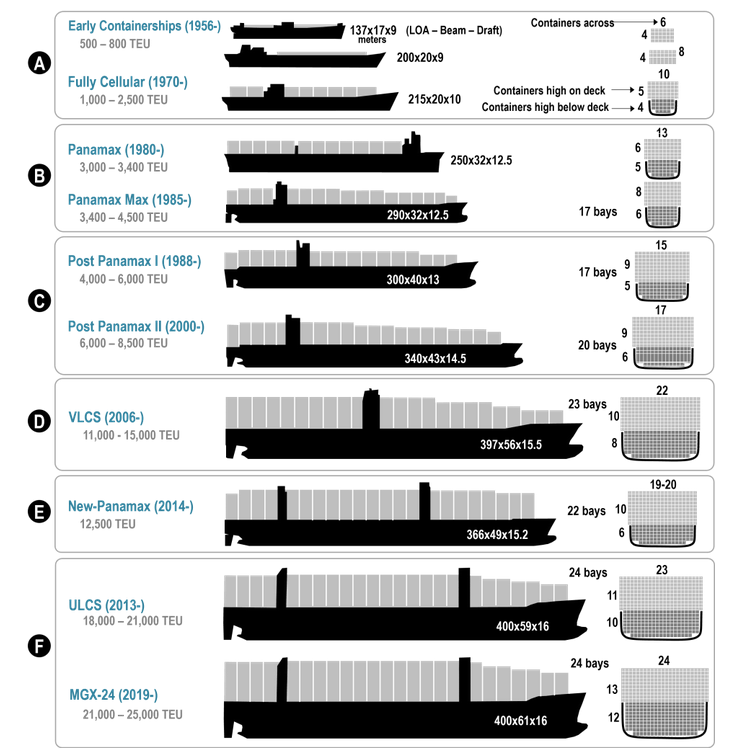 Early Containerships (1956-)
500 – 800 TEU
137x17x9 (LOA – Beam – Draft)
meters
Containers across
6
4
200x20x9
4
8
A
Fully Cellular (1970-)
1,000 – 2,500 TEU
215x20x10
10
Containers high on deck
5
Containers high below deck
4
B
Panamax (1980-)
3,000 – 3,400 TEU
250x32x12.5
13
6
5
Panamax Max (1985-)
3,400 – 4,500 TEU
290x32x12.5
17 bays
8
6
C
Post Panamax I (1988-)
4,000 – 6,000 TEU
300x40x13
17 bays
15
9
5
Post Panamax II (2000-)
6,000 – 8,500 TEU
340x43x14.5
20 bays
17
9
6
D
VLCS (2006-)
11,000 - 15,000 TEU
397x56x15.5
23 bays
22
10
8
E
New-Panamax (2014-)
12,500 TEU
366x49x15.2
22 bays
19-20
10
6
F
ULCS (2013-)
18,000 – 21,000 TEU
400x59x16
24 bays
23
11
10
MGX-24 (2019-)
21,000 – 25,000 TEU
400x61x16
24 bays
24
13
12